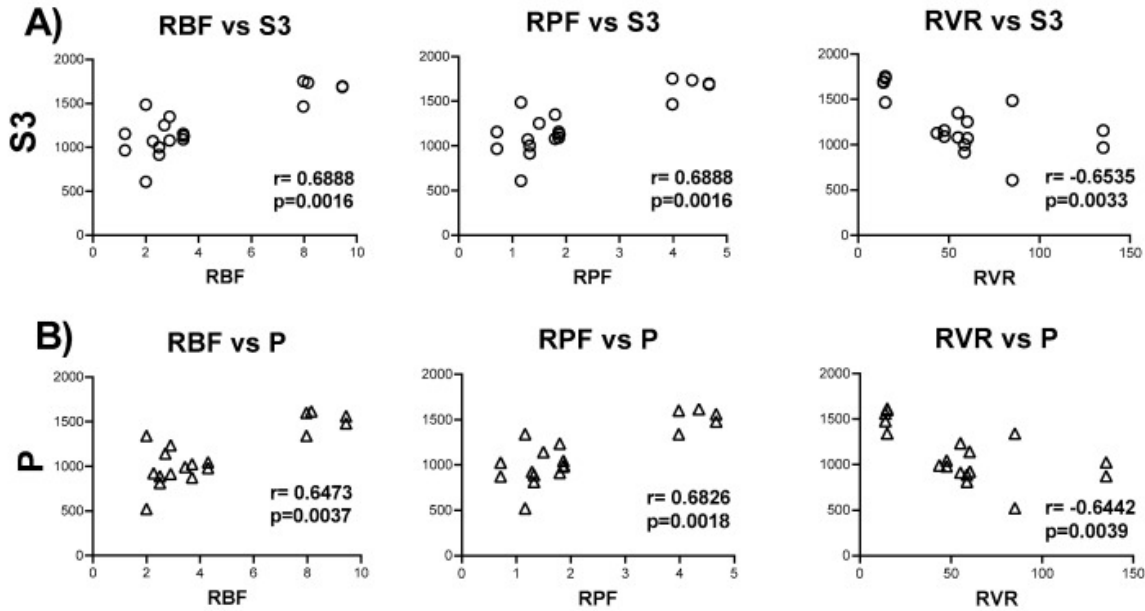 A)
RBF vs S3
RPF vs S3
RVR vs S3
S3
2000
1500
1000
500
0
0 2 4 6 8 10
RBF
r= 0.6888
p=0.0016
2000
1500
1000
500
0
0 1 2 3 4 5
RPF
r= 0.6888
p=0.0016
2000
1500
1000
500
0
0 50 100 150
RVR
r= -0.6535
p=0.0033
B)
RBF vs P
RPF vs P
RVR vs P
P
2000
1500
1000
500
0
0 2 4 6 8 10
RBF
r= 0.6473
p=0.0037
2000
1500
1000
500
0
0 1 2 3 4 5
RPF
r= 0.6826
p=0.0018
2000
1500
1000
500
0
0 50 100 150
RVR
r= -0.6442
p=0.0039